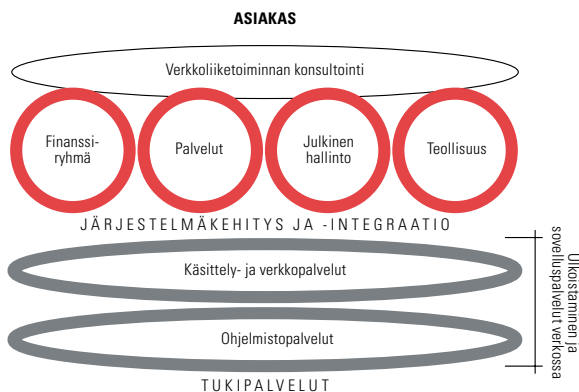 ASIAKAS
Verkkoliiketoiminnan konsultointi
Finanssi-
ryhmä
Palvelut
Julkinen
hallinto
Teollisuus
JÄRJESTELMÄKEHITYS JA -INTEGRAATIO
Käsittely- ja verkkopalvelut
Ohjelmistopalvelut
Ulkoistaminen ja
sovelluspalvelut verkossa
TUKIPALVELUT